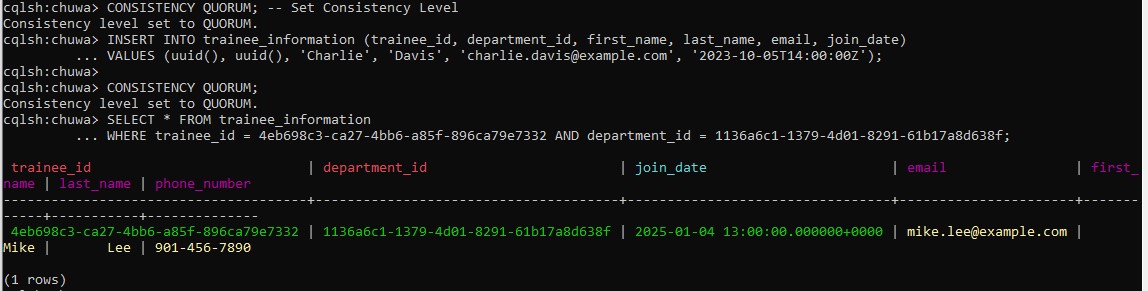 cqlsh:chuwa> CONSISTENCY QUORUM; -- Set Consistency Level
Consistency level set to QUORUM.
cqlsh:chuwa> INSERT INTO trainee_information (trainee_id, department_id, first_name, last_name, email, join_date)
         ... VALUES (uuid(), uuid(), 'Charlie', 'Davis', 'charlie.davis@example.com', '2023-10-05T14:00:00Z');
cqlsh:chuwa>
cqlsh:chuwa> CONSISTENCY QUORUM;
Consistency level set to QUORUM.
cqlsh:chuwa> SELECT * FROM trainee_information
         ... WHERE trainee_id = 4eb698c3-ca27-4bb6-a85f-896ca79e7332 AND department_id = 1136a6c1-1379-4d01-8291-61b17a8d638f;
 trainee_id                           | department_id                        | join_date                       | email                | first_
name | last_name | phone_number
--------------------------------------+--------------------------------------+---------------------------------+----------------------+-------
-----+-----------+--------------
 4eb698c3-ca27-4bb6-a85f-896ca79e7332 | 1136a6c1-1379-4d01-8291-61b17a8d638f | 2025-01-04 13:00:00.000000+0000 | mike.lee@example.com |
Mike |       Lee | 901-456-7890
(1 rows)